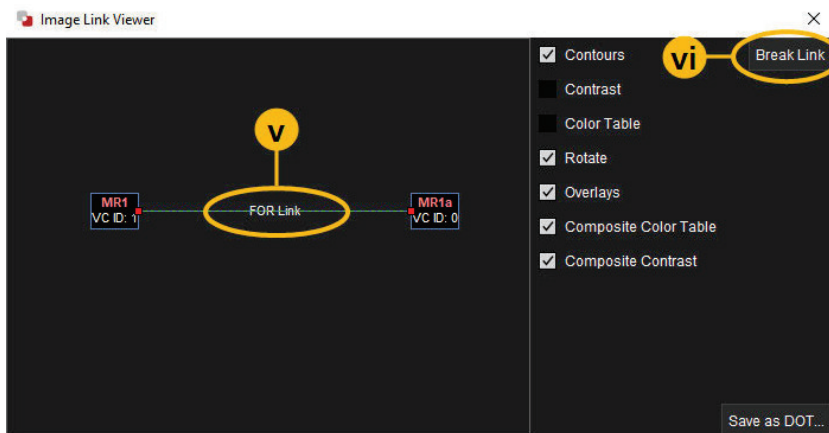 Image Link Viewer
Contours
vi
Break Link
Contrast
Color Table
v
Rotate
MR1
VC ID: 1
FOR Link
MR1a
VC ID: 0
Overlays
Composite Color Table
Composite Contrast
Save as DOT...